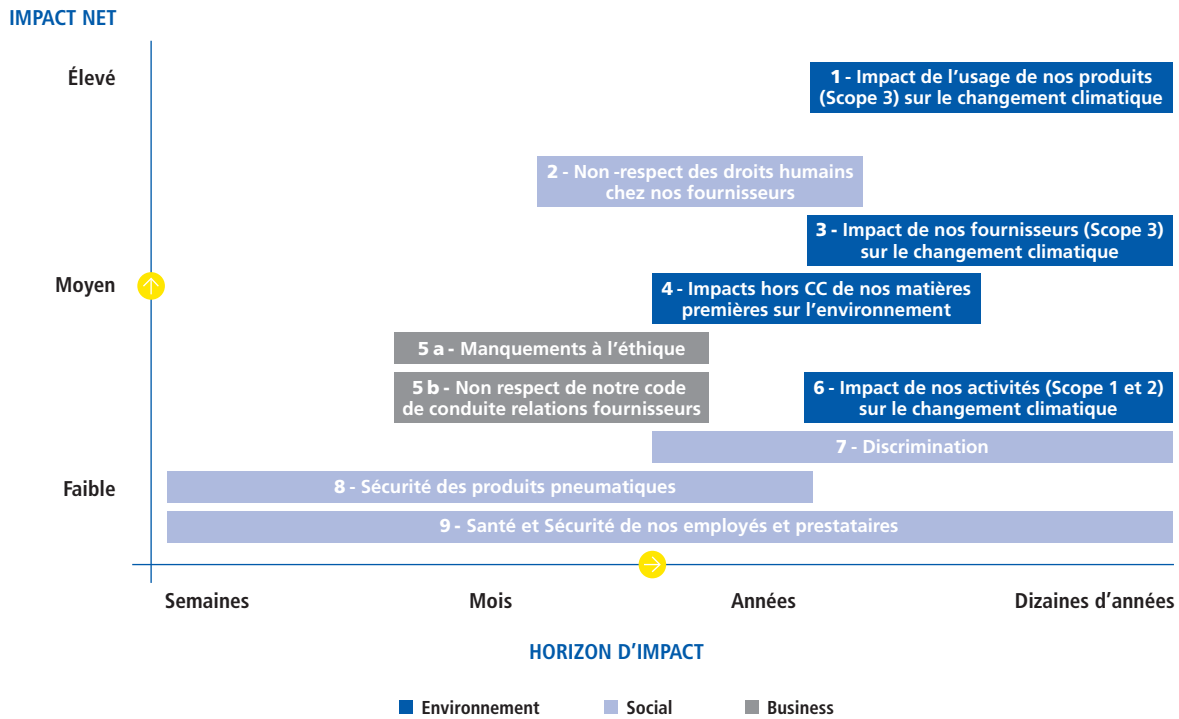 IMPACT NET
Élevé
1 - Impact de l'usage de nos produits
(Scope 3) sur le changement climatique
2 - Non -respect des droits humains
chez nos fournisseurs
3 - Impact de nos fournisseurs (Scope 3)
sur le changement climatique
Moyen
4 - Impacts hors CC de nos matières
premières sur l'environnement
5 a - Manquements à l'éthique
5 b - Non respect de notre code
de conduite relations fournisseurs
6 - Impact de nos activités (Scope 1 et 2)
sur le changement climatique
7 - Discrimination
Faible
8 - Sécurité des produits pneumatiques
9 - Santé et Sécurité de nos employés et prestataires
Semaines
Mois
Années
Dizaines d'années
HORIZON D'IMPACT
Environnement
Social
Business